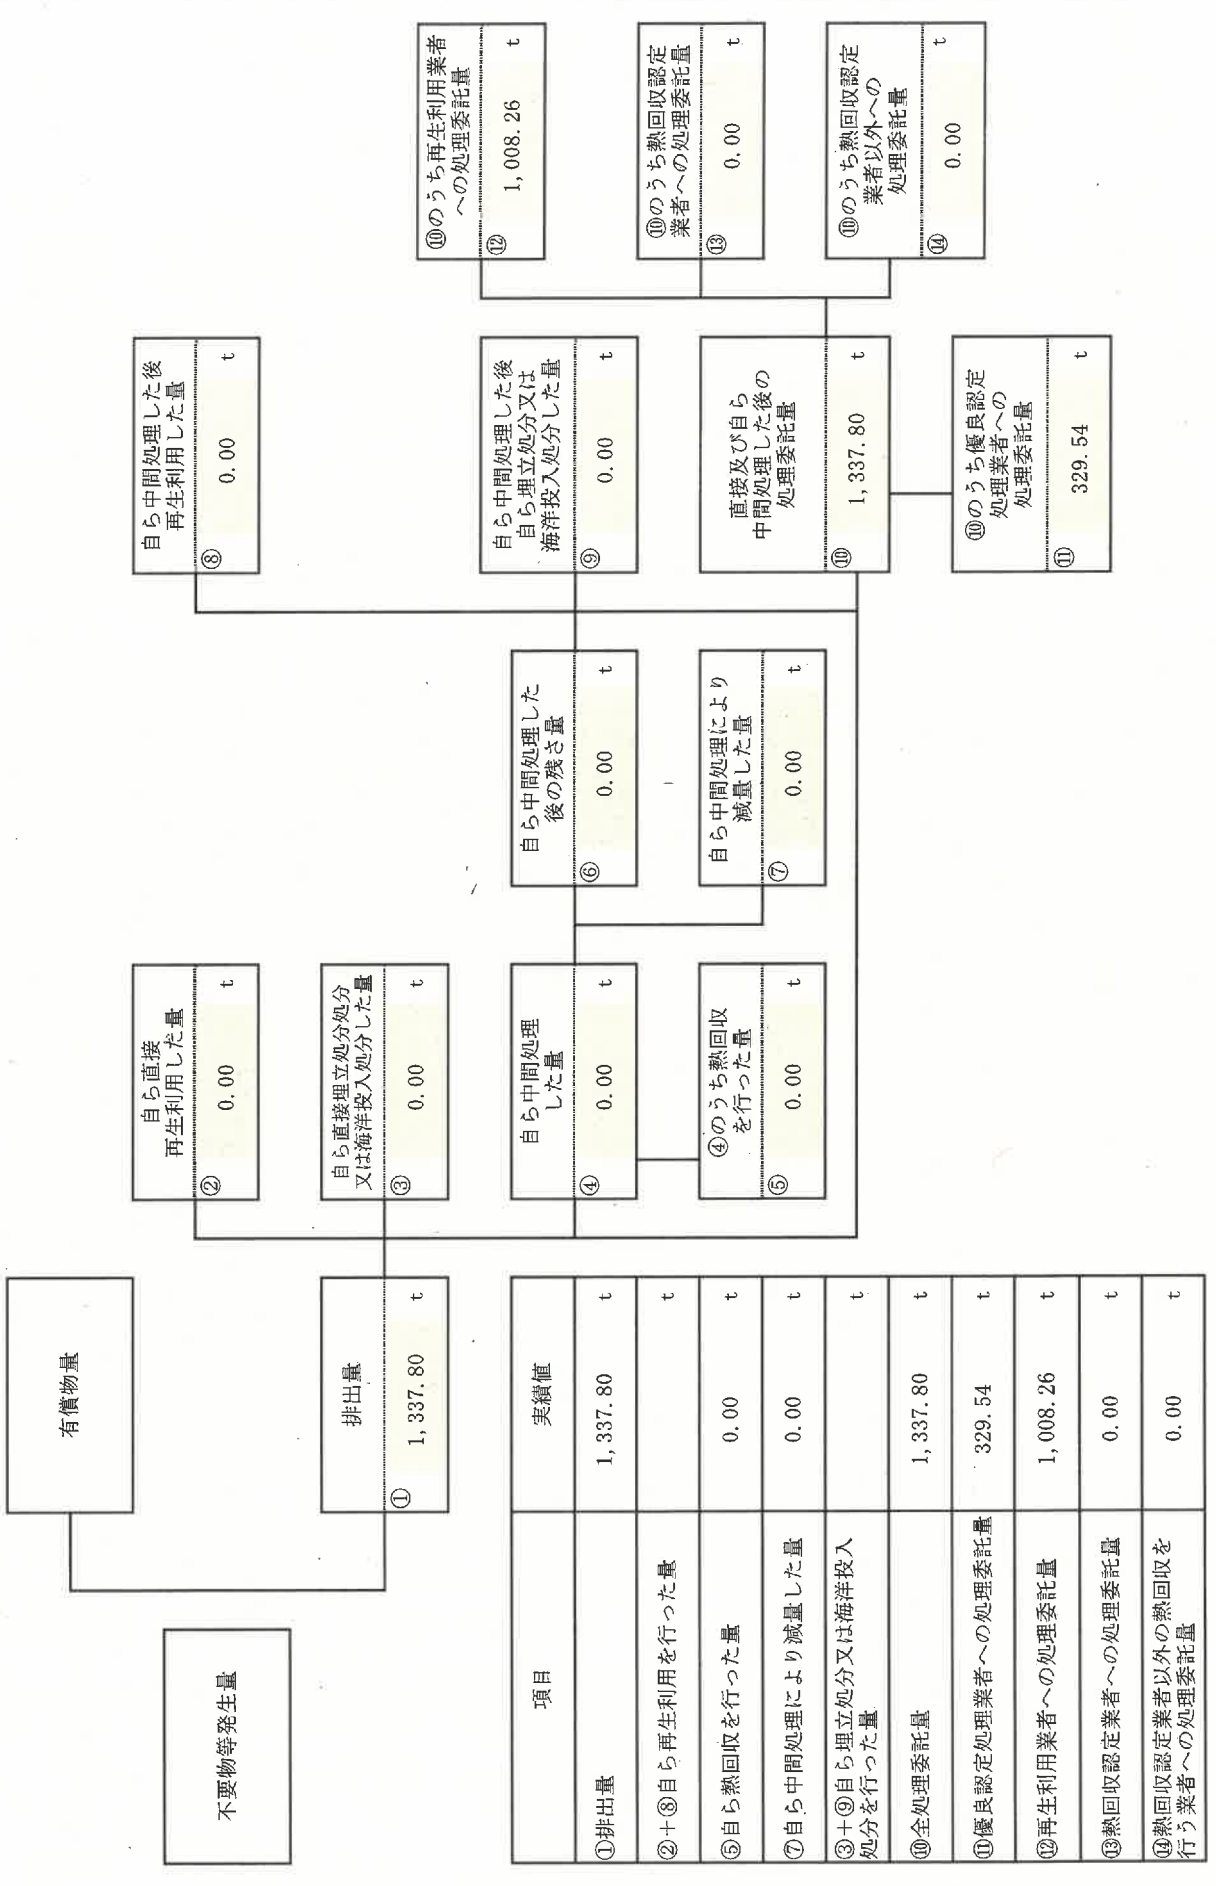 有償物量
不要物等発生量
排出量
① 1,337.80 t
自ら直接
再生利用した量
② 0.00 t
自ら直接埋立処分処分
又は海洋投入処分した量
③ 0.00 t
自ら中間処理
した量
④ 0.00 t
④のうち熱回収
を行った量
⑤ 0.00 t
自ら中間処理した
後の残さ量
⑥ 0.00 t
自ら中間処理により
減量した量
⑦ 0.00 t
自ら中間処理した後
再生利用した量
⑧ 0.00 t
自ら中間処理した後
自ら埋立処分又は
海洋投入処分した量
⑨ 0.00 t
直接及び自ら
中間処理した後の
処理委託量
⑩ 1,337.80 t
⑩のうち優良認定
処理業者への
処理委託量
⑪ 329.54 t
⑩のうち再生利用業者
への処理委託量
⑫ 1,008.26 t
⑩のうち熱回収認定
業者への処理委託量
⑬ 0.00 t
⑩のうち熱回収認定
業者以外への
処理委託量
⑭ 0.00 t
項目 実績値
①排出量 1,337.80 t
②+⑧自ら再生利用を行った量 t
⑤自ら熱回収を行った量 0.00 t
⑦自ら中間処理により減量した量 0.00 t
③+⑨自ら埋立処分又は海洋投入
処分を行った量 t
⑩全処理委託量 1,337.80 t
⑪優良認定処理業者への処理委託量 329.54 t
⑫再生利用業者への処理委託量 1,008.26 t
⑬熱回収認定業者への処理委託量 0.00 t
⑭熱回収認定業者以外の熱回収を
行う業者への処理委託量 0.00 t